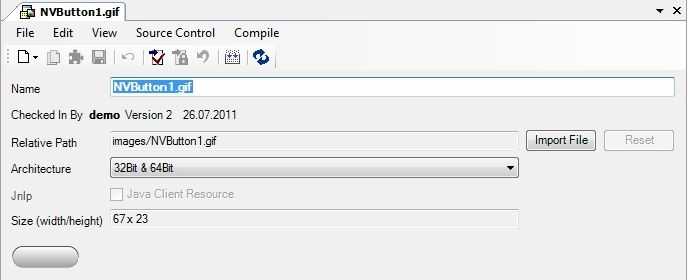 NVButton1.gif
File Edit View Source Control Compile
Name NVButton1.gif
Checked In By demo Version 2 26.07.2011
Relative Path images/NVButton1.gif Import File Reset
Architecture 32Bit & 64Bit
Jnlp Java Client Resource
Size (width/height) 67 x 23